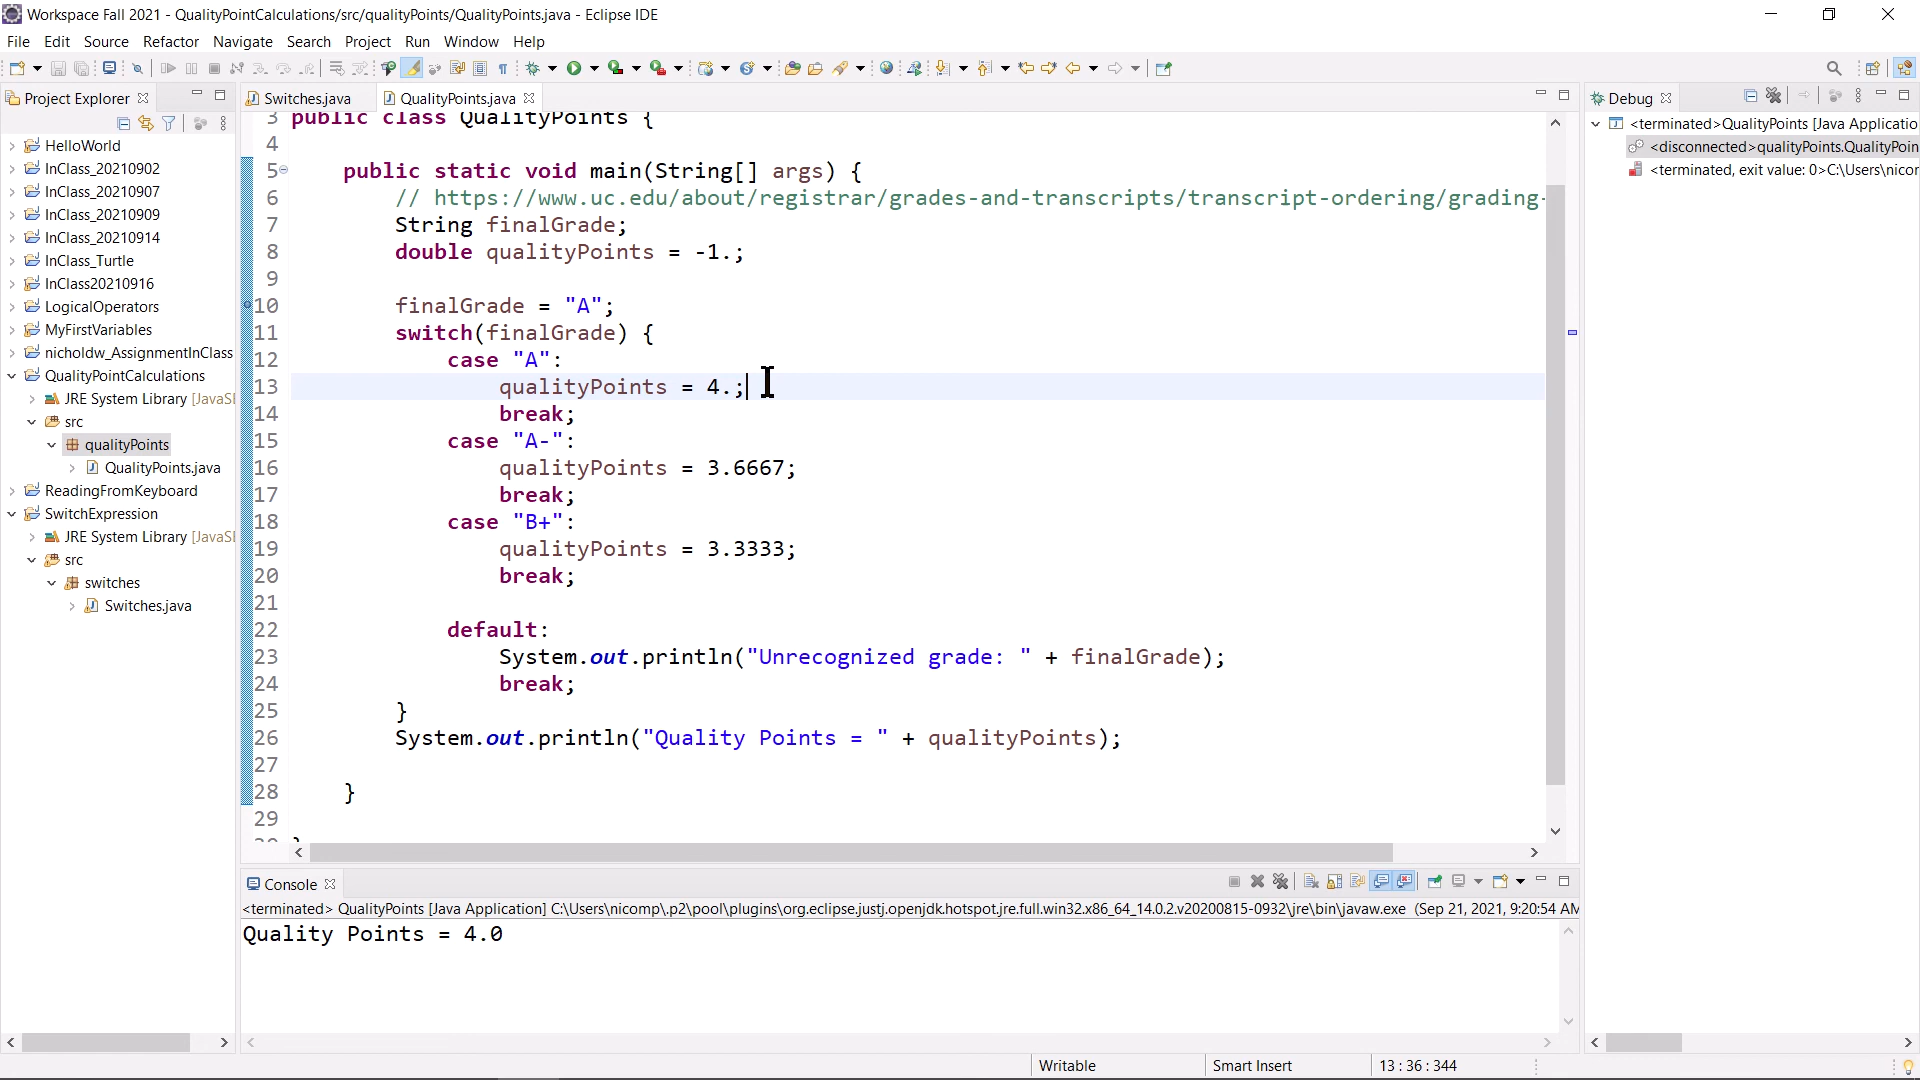 Workspace Fall 2021 - QualityPointCalculations/src/qualityPoints/QualityPoints.java - Eclipse IDE
File Edit Source Refactor Navigate Search Project Run Window Help
Project Explorer
HelloWorld
InClass_20210902
InClass_20210907
InClass_20210909
InClass_20210914
InClass_Turtle
InClass20210916
LogicalOperators
MyFirstVariables
nicholdw_AssignmentInClass
QualityPointCalculations
JRE System Library [JavaSE
src
qualityPoints
QualityPoints.java
ReadingFromKeyboard
SwitchExpression
JRE System Library [JavaSE
src
switches
Switches.java
Switches.java QualityPoints.java
3 public class QualityPoints {
4
5 public static void main(String[] args) {
6 // https://www.uc.edu/about/registrar/grades-and-transcripts/transcript-ordering/grading-
7 String finalGrade;
8 double qualityPoints = -1.;
9
10 finalGrade = "A";
11 switch(finalGrade) {
12 case "A":
13 qualityPoints = 4.;
14 break;
15 case "A-":
16 qualityPoints = 3.6667;
17 break;
18 case "B+":
19 qualityPoints = 3.3333;
20 break;
21
22 default:
23 System.out.println("Unrecognized grade: " + finalGrade);
24 break;
25 }
26 System.out.println("Quality Points = " + qualityPoints);
27
28 }
29
Console
<terminated> QualityPoints [Java Application] C:\Users\nicomp\.p2\pool\plugins\org.eclipse.justj.openjdk.hotspot.jre.full.win32.x86_64_14.0.2.v20200815-0932\jre\bin\javaw.exe (Sep 21, 2021, 9:20:54 AM
Quality Points = 4.0
Debug
<terminated>QualityPoints [Java Applicatio
<disconnected>qualityPoints.QualityPoin
<terminated, exit value: 0>C:\Users\nicor
Writable Smart Insert 13 : 36 : 344